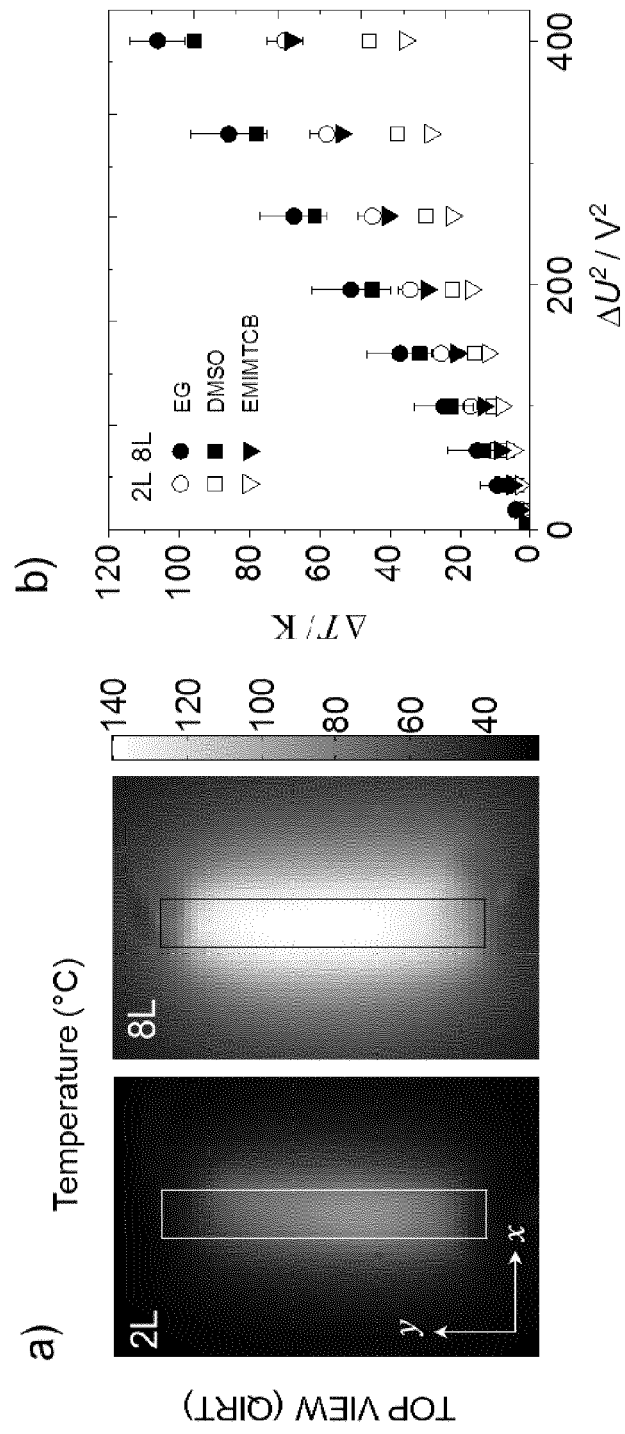 a)
Temperature (°C)
TOP VIEW (QIRT)
2L
8L
y
x
140
120
100
80
60
40
b)
2L 8L
EG
DMSO
EMIMTCB
ΔT / K
120
100
80
60
40
20
0
0
200
400
ΔU² / V²